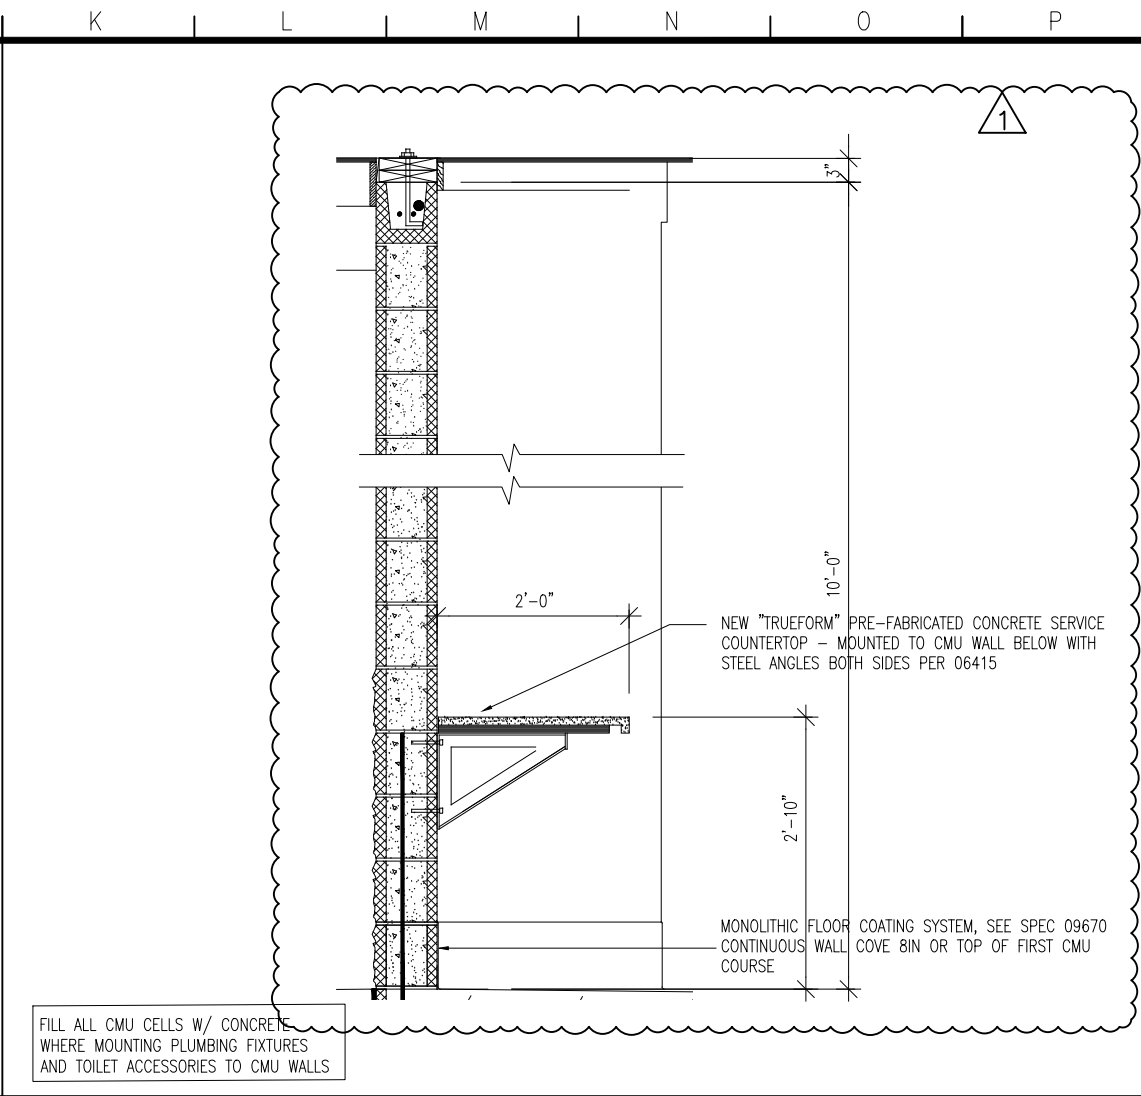 K L M N O P
1
3"
10'-0"
2'-0"
NEW "TRUEFORM" PRE-FABRICATED CONCRETE SERVICE
COUNTERTOP - MOUNTED TO CMU WALL BELOW WITH
STEEL ANGLES BOTH SIDES PER 06415
2'-10"
MONOLITHIC FLOOR COATING SYSTEM, SEE SPEC 09670
CONTINUOUS WALL COVE 8IN OR TOP OF FIRST CMU
COURSE
FILL ALL CMU CELLS W/ CONCRETE
WHERE MOUNTING PLUMBING FIXTURES
AND TOILET ACCESSORIES TO CMU WALLS